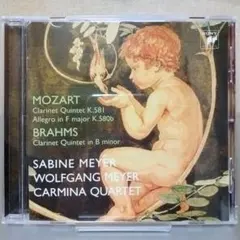 MOZART
Clarinet Quintet K.581
Allegro in F major K.580b
BRAHMS
Clarinet Quintet in B minor
SABINE MEYER
WOLFGANG MEYER
CARMINA QUARTET